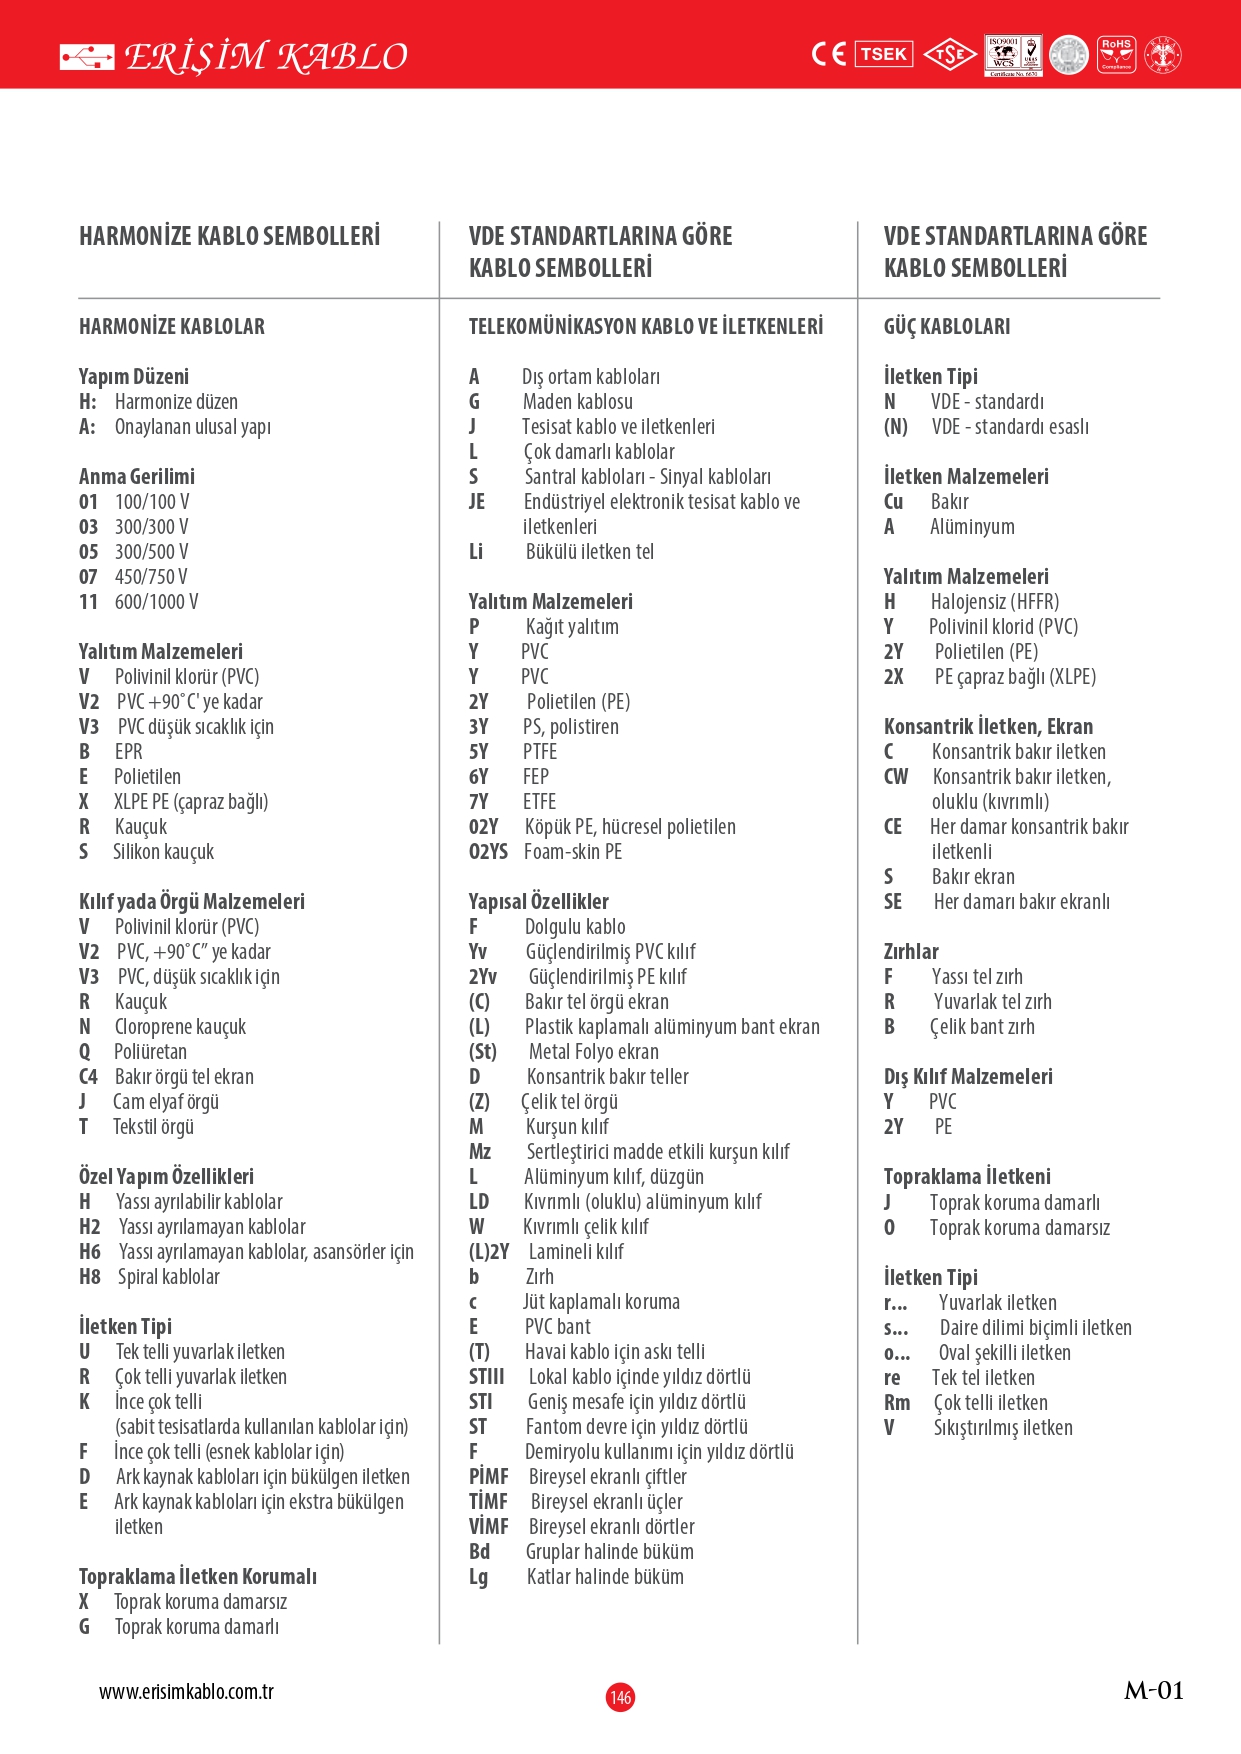 ERİŞİM KABLO
CE TSEK TSE ISO9001 WCS UKAS RoHS Compliance RINA
Certificate No. 6670
HARMONİZE KABLO SEMBOLLERİ
HARMONİZE KABLOLAR
Yapım Düzeni
H: Harmonize düzen
A: Onaylanan ulusal yapı
Anma Gerilimi
01 100/100 V
03 300/300 V
05 300/500 V
07 450/750 V
11 600/1000 V
Yalıtım Malzemeleri
V Polivinil klorür (PVC)
V2 PVC +90˚C' ye kadar
V3 PVC düşük sıcaklık için
B EPR
E Polietilen
X XLPE PE (çapraz bağlı)
R Kauçuk
S Silikon kauçuk
Kılıf yada Örgü Malzemeleri
V Polivinil klorür (PVC)
V2 PVC, +90˚C” ye kadar
V3 PVC, düşük sıcaklık için
R Kauçuk
N Cloroprene kauçuk
Q Poliüretan
C4 Bakır örgü tel ekran
J Cam elyaf örgü
T Tekstil örgü
Özel Yapım Özellikleri
H Yassı ayrılabilir kablolar
H2 Yassı ayrılamayan kablolar
H6 Yassı ayrılamayan kablolar, asansörler için
H8 Spiral kablolar
İletken Tipi
U Tek telli yuvarlak iletken
R Çok telli yuvarlak iletken
K İnce çok telli
(sabit tesisatlarda kullanılan kablolar için)
F İnce çok telli (esnek kablolar için)
D Ark kaynak kabloları için bükülgen iletken
E Ark kaynak kabloları için ekstra bükülgen
iletken
Topraklama İletken Korumalı
X Toprak koruma damarsız
G Toprak koruma damarlı
VDE STANDARTLARINA GÖRE
KABLO SEMBOLLERİ
TELEKOMÜNİKASYON KABLO VE İLETKENLERİ
A Dış ortam kabloları
G Maden kablosu
J Tesisat kablo ve iletkenleri
L Çok damarlı kablolar
S Santral kabloları - Sinyal kabloları
JE Endüstriyel elektronik tesisat kablo ve
iletkenleri
Li Bükülü iletken tel
Yalıtım Malzemeleri
P Kağıt yalıtım
Y PVC
Y PVC
2Y Polietilen (PE)
3Y PS, polistiren
5Y PTFE
6Y FEP
7Y ETFE
02Y Köpük PE, hücresel polietilen
O2YS Foam-skin PE
Yapısal Özellikler
F Dolgulu kablo
Yv Güçlendirilmiş PVC kılıf
2Yv Güçlendirilmiş PE kılıf
(C) Bakır tel örgü ekran
(L) Plastik kaplamalı alüminyum bant ekran
(St) Metal Folyo ekran
D Konsantrik bakır teller
(Z) Çelik tel örgü
M Kurşun kılıf
Mz Sertleştirici madde etkili kurşun kılıf
L Alüminyum kılıf, düzgün
LD Kıvrımlı (oluklu) alüminyum kılıf
W Kıvrımlı çelik kılıf
(L)2Y Lamineli kılıf
b Zırh
c Jüt kaplamalı koruma
E PVC bant
(T) Havai kablo için askı telli
STIII Lokal kablo içinde yıldız dörtlü
STI Geniş mesafe için yıldız dörtlü
ST Fantom devre için yıldız dörtlü
F Demiryolu kullanımı için yıldız dörtlü
PİMF Bireysel ekranlı çiftler
TİMF Bireysel ekranlı üçler
VİMF Bireysel ekranlı dörtler
Bd Gruplar halinde büküm
Lg Katlar halinde büküm
VDE STANDARTLARINA GÖRE
KABLO SEMBOLLERİ
GÜÇ KABLOLARI
İletken Tipi
N VDE - standardı
(N) VDE - standardı esaslı
İletken Malzemeleri
Cu Bakır
A Alüminyum
Yalıtım Malzemeleri
H Halojensiz (HFFR)
Y Polivinil klorid (PVC)
2Y Polietilen (PE)
2X PE çapraz bağlı (XLPE)
Konsantrik İletken, Ekran
C Konsantrik bakır iletken
CW Konsantrik bakır iletken,
oluklu (kıvrımlı)
CE Her damar konsantrik bakır
iletkenli
S Bakır ekran
SE Her damarı bakır ekranlı
Zırhlar
F Yassı tel zırh
R Yuvarlak tel zırh
B Çelik bant zırh
Dış Kılıf Malzemeleri
Y PVC
2Y PE
Topraklama İletkeni
J Toprak koruma damarlı
O Toprak koruma damarsız
İletken Tipi
r... Yuvarlak iletken
s... Daire dilimi biçimli iletken
o... Oval şekilli iletken
re Tek tel iletken
Rm Çok telli iletken
V Sıkıştırılmış iletken
www.erisimkablo.com.tr
146
M-01